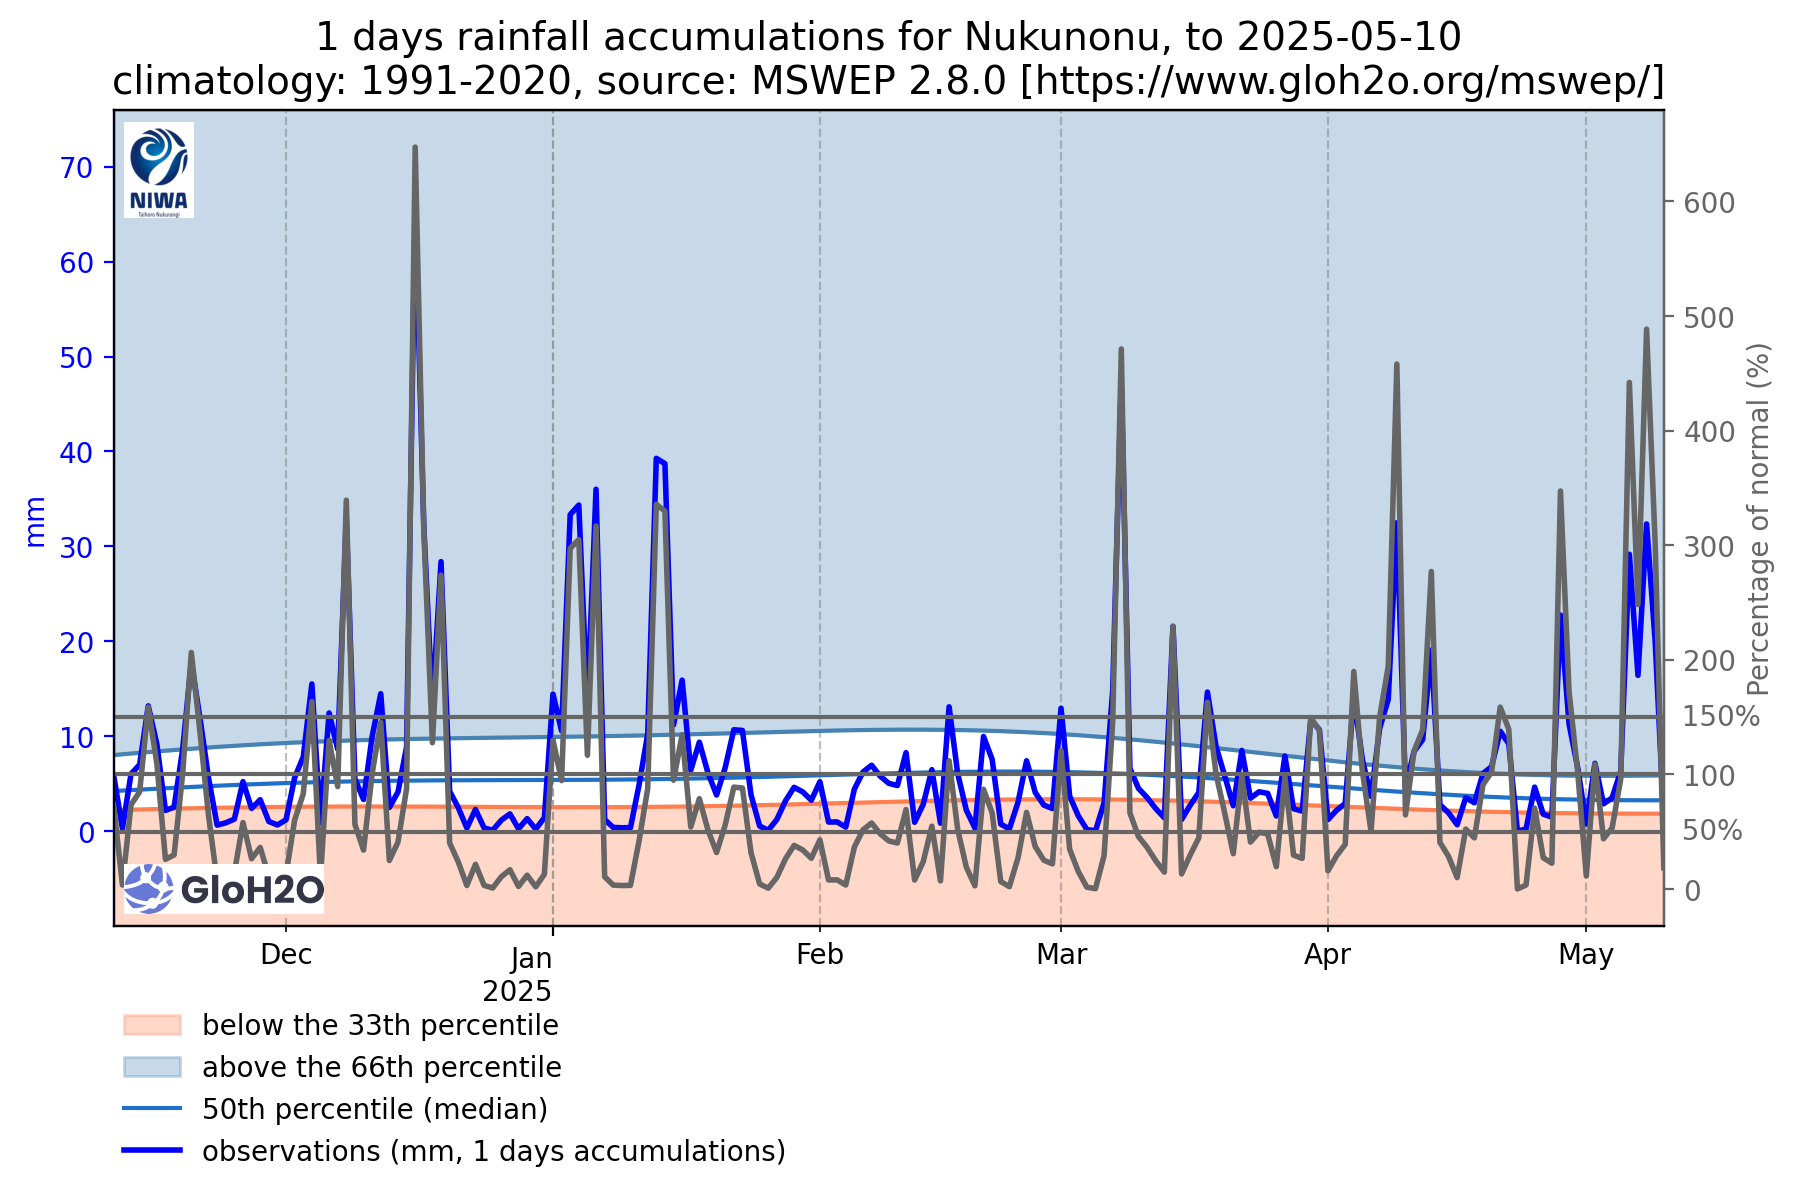 1 days rainfall accumulations for Nukunonu, to 2025-05-10
climatology: 1991-2020, source: MSWEP 2.8.0 [https://www.gloh2o.org/mswep/]
NIWA
Taihoro Nukurangi
70
60
50
40
30
20
10
0
mm
600
500
400
300
200
150%
100
50%
0
Percentage of normal (%)
GloH2O
Dec
Jan
2025
Feb
Mar
Apr
May
below the 33th percentile
above the 66th percentile
50th percentile (median)
observations (mm, 1 days accumulations)